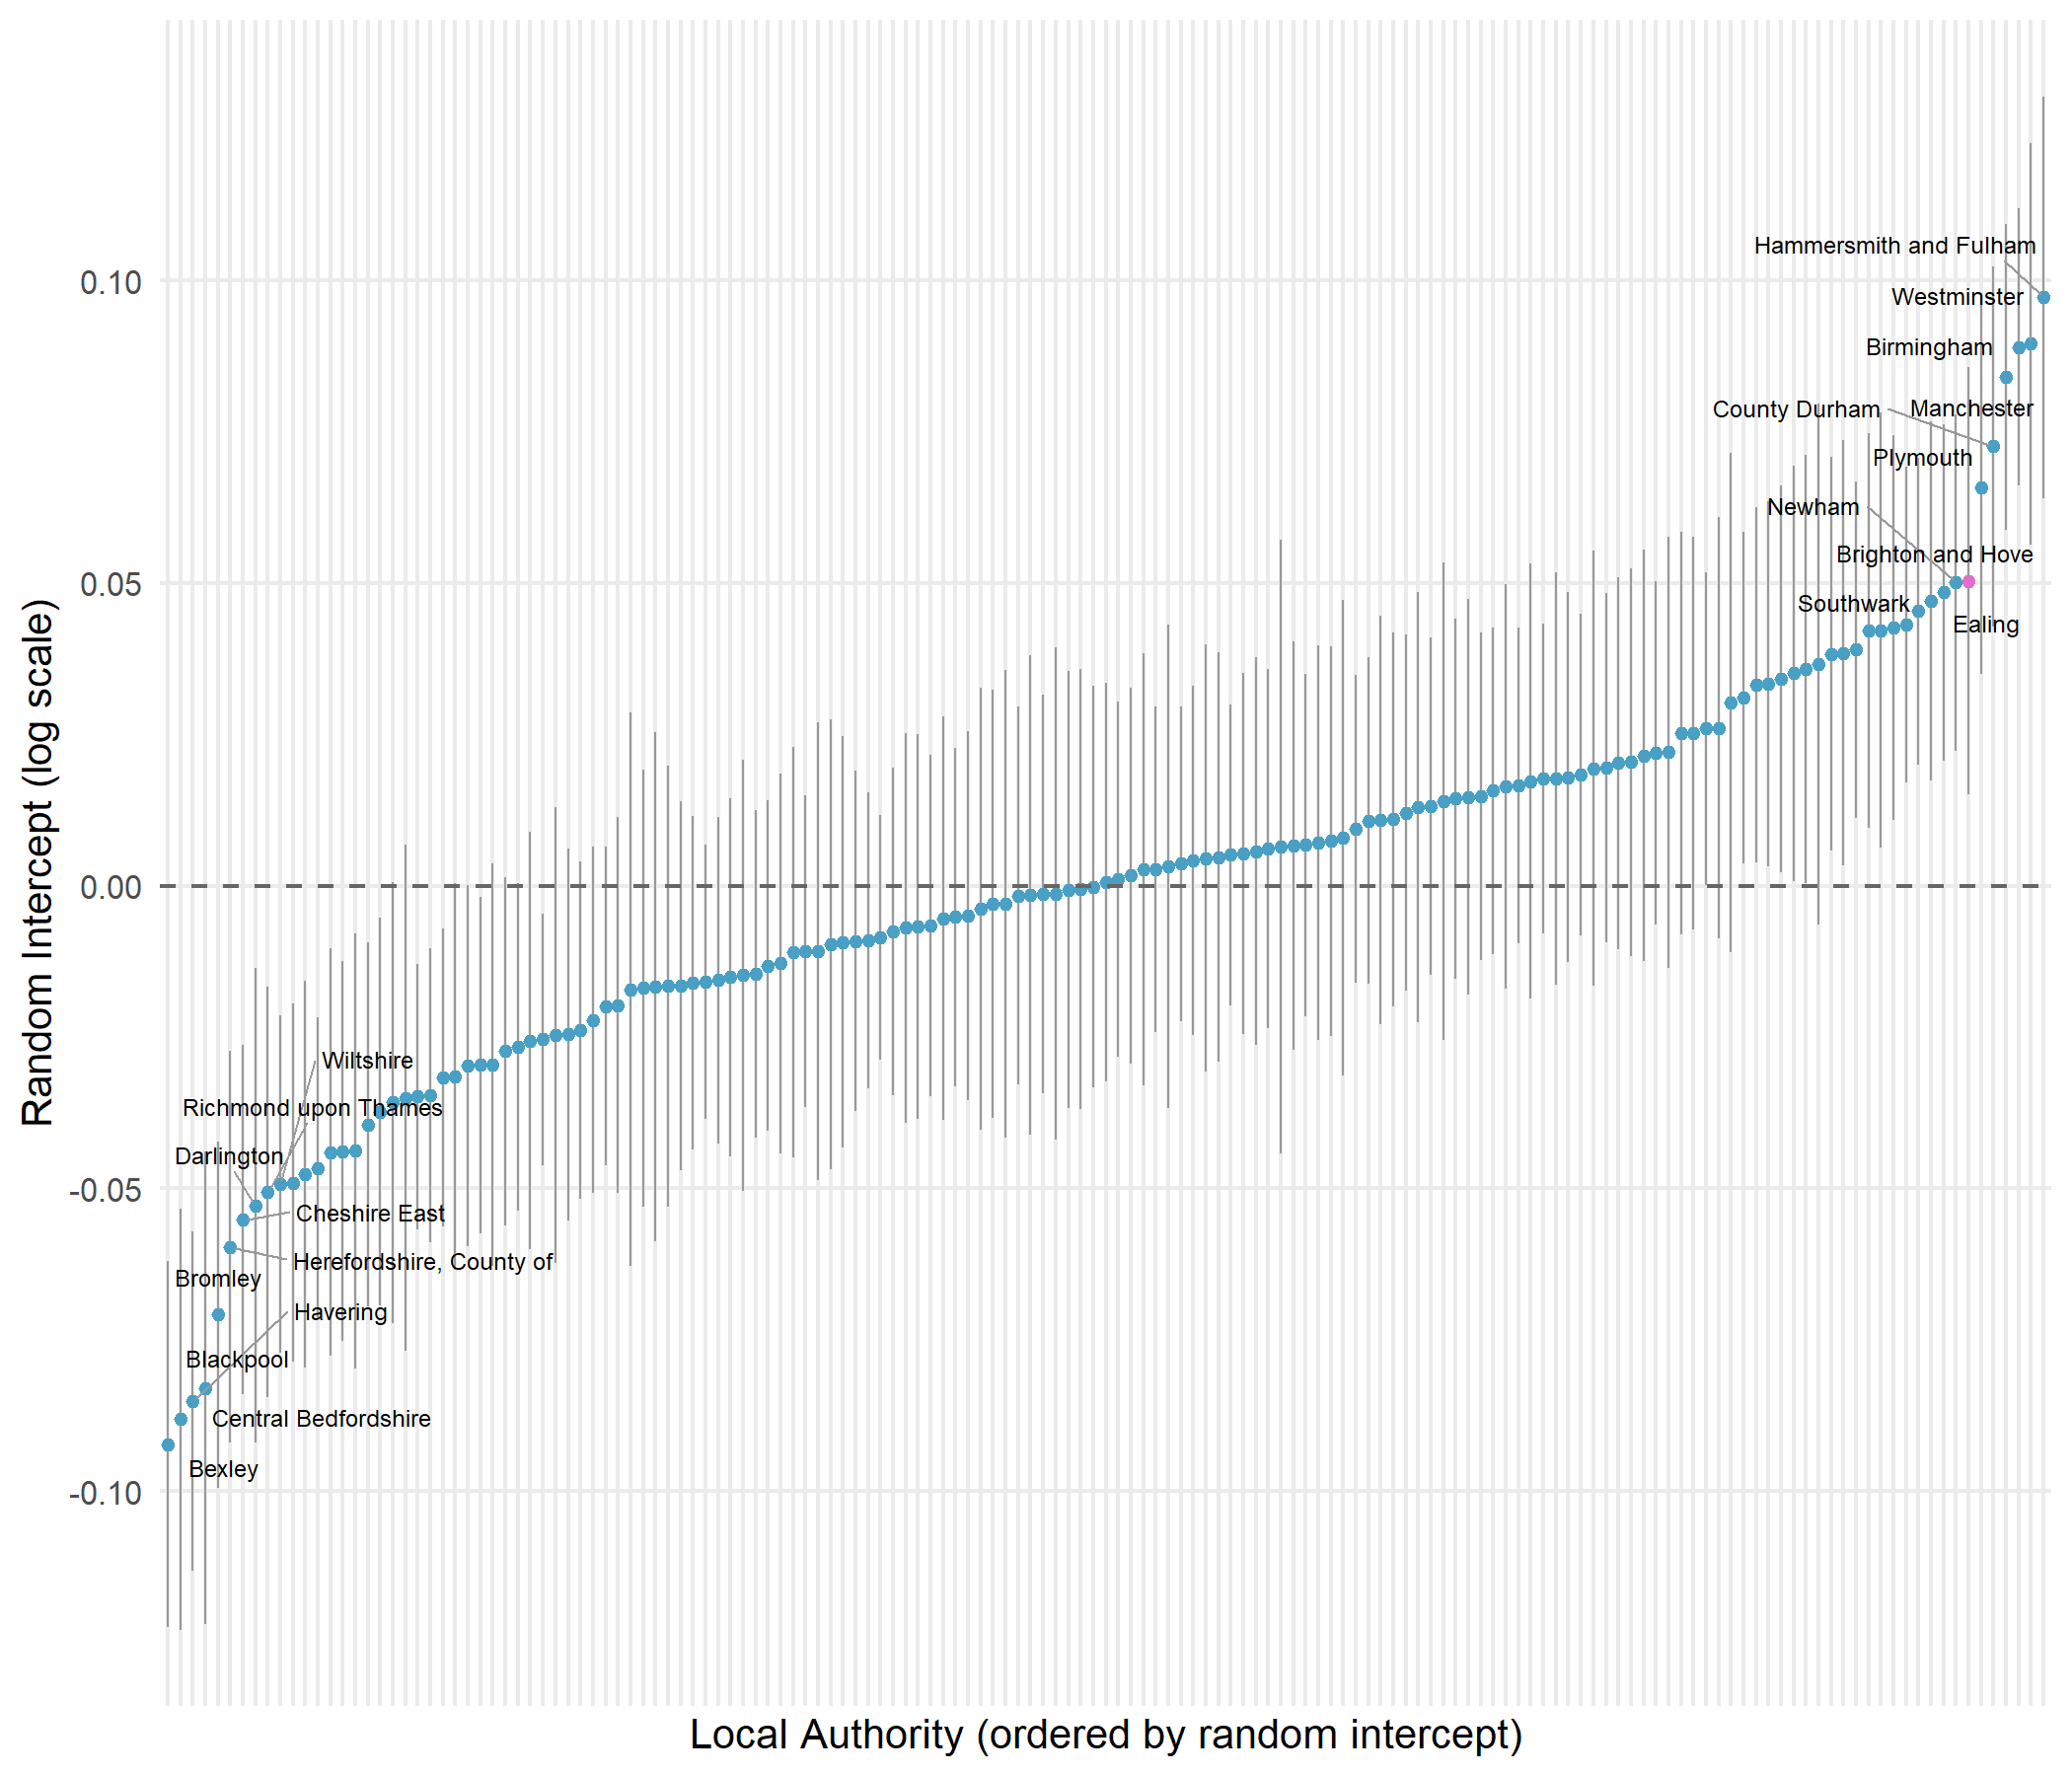 Hammersmith and Fulham
0.10
Westminster
Birmingham
County Durham
Manchester
Plymouth
Newham
Brighton and Hove
0.05
Southwark
Ealing
0.00
Random Intercept (log scale)
Wiltshire
Richmond upon Thames
Darlington
-0.05
Cheshire East
Herefordshire, County of
Bromley
Havering
Blackpool
Central Bedfordshire
Bexley
-0.10
Local Authority (ordered by random intercept)